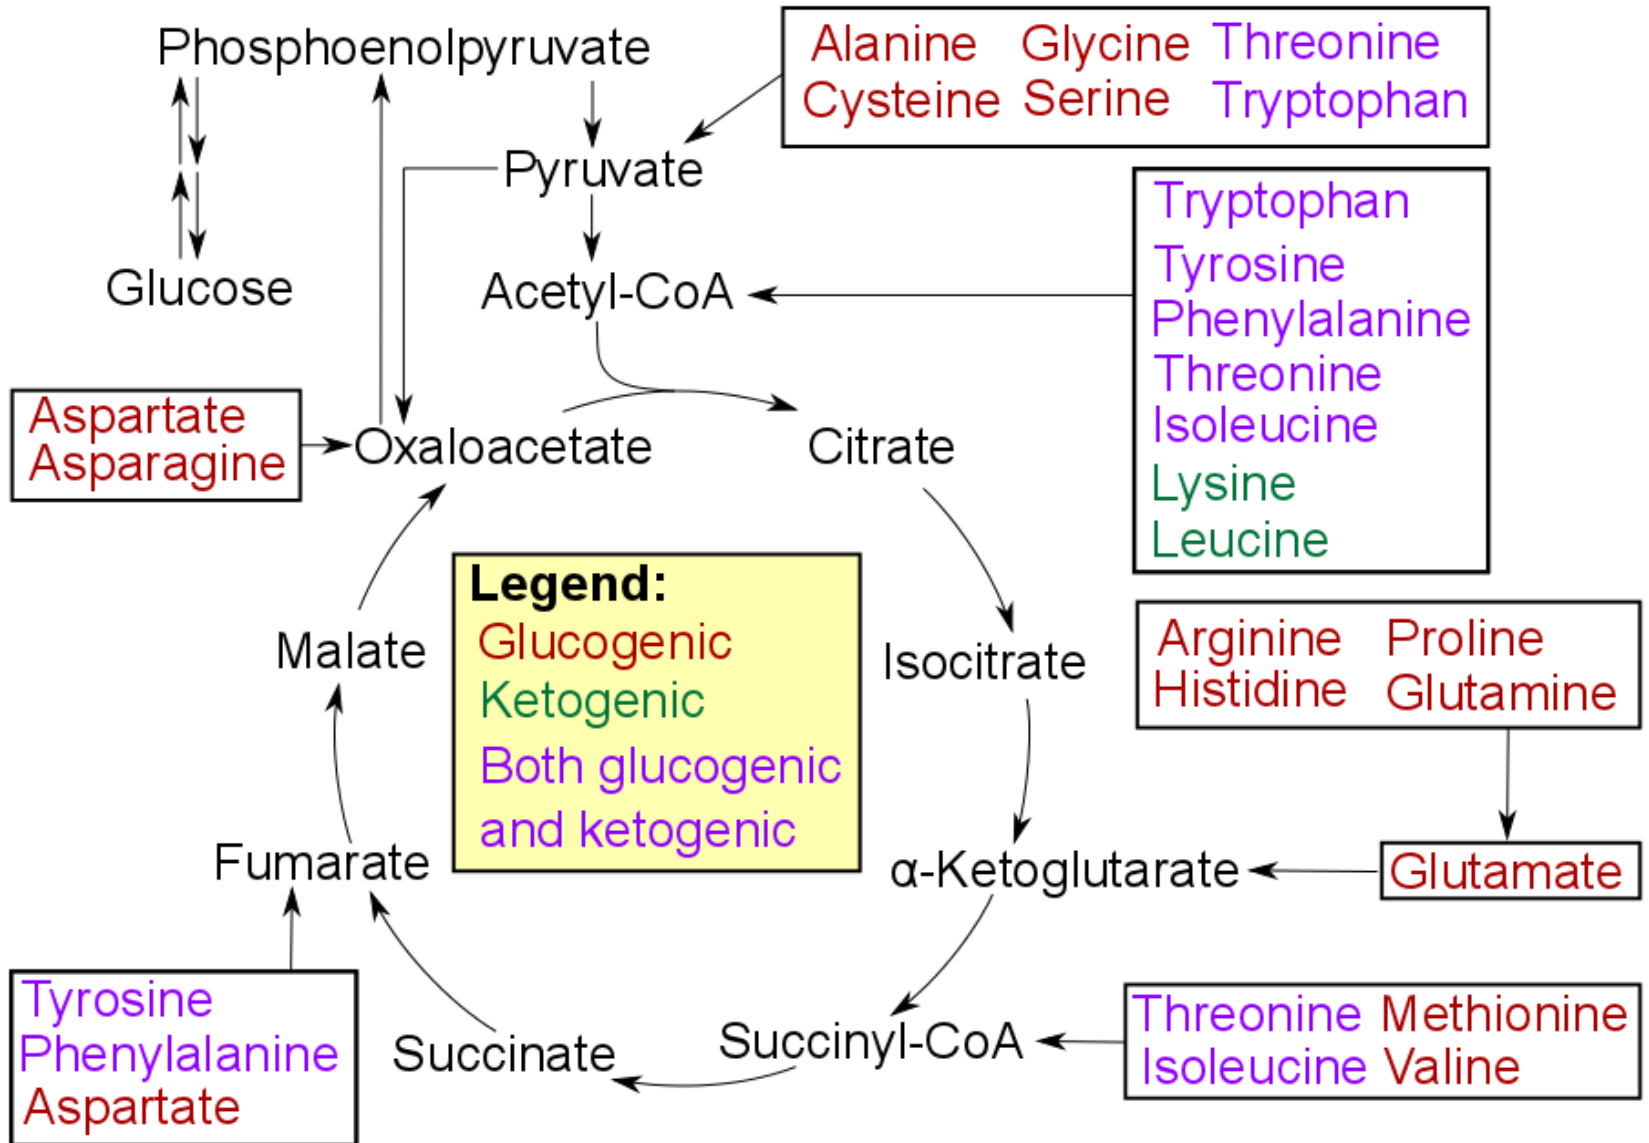 Phosphoenolpyruvate
Alanine Glycine Threonine
Cysteine Serine Tryptophan
Pyruvate
Glucose
Acetyl-CoA
Tryptophan
Tyrosine
Phenylalanine
Threonine
Isoleucine
Lysine
Leucine
Aspartate
Asparagine
Oxaloacetate
Citrate
Legend:
Glucogenic
Ketogenic
Both glucogenic
and ketogenic
Malate
Isocitrate
Arginine Proline
Histidine Glutamine
Fumarate
α-Ketoglutarate
Glutamate
Tyrosine
Phenylalanine
Aspartate
Succinate
Succinyl-CoA
Threonine Methionine
Isoleucine Valine